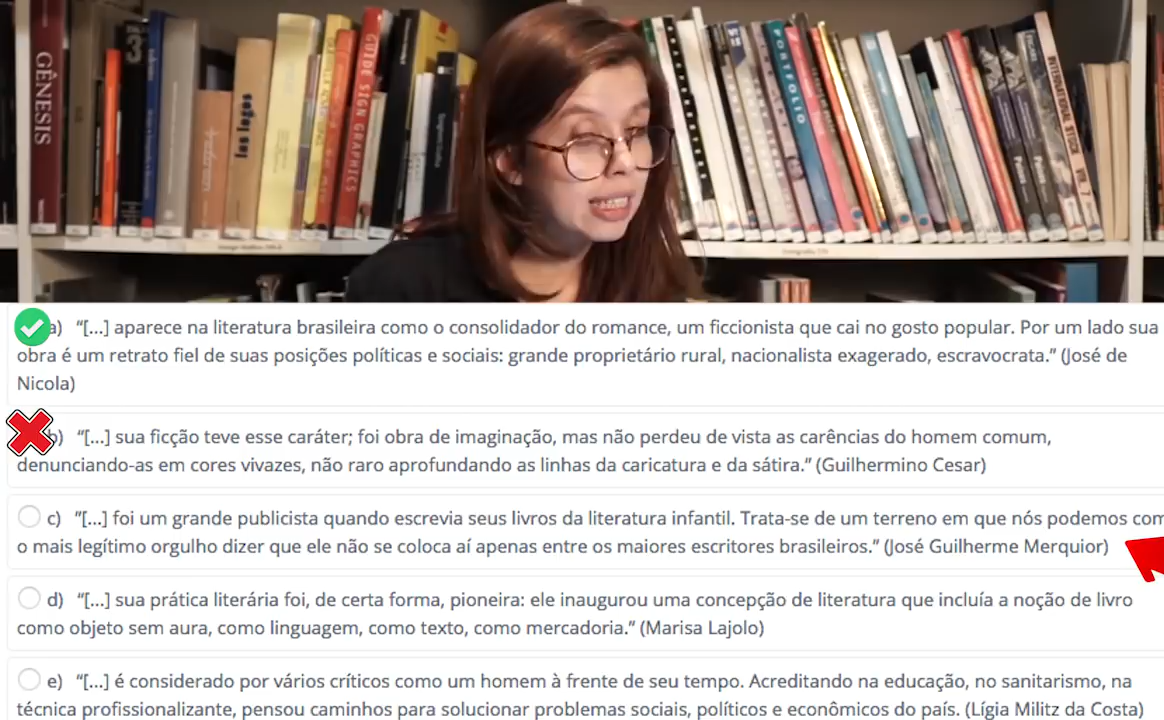 GÊNESIS
3
las lagos
GUIDE SIGN GRAPHICS
PORTFOLIO
INTERNATIONAL STOCK VOL. 7
a) “[...] aparece na literatura brasileira como o consolidador do romance, um ficcionista que cai no gosto popular. Por um lado sua
obra é um retrato fiel de suas posições políticas e sociais: grande proprietário rural, nacionalista exagerado, escravocrata.” (José de
Nicola)
b) “[...] sua ficção teve esse caráter; foi obra de imaginação, mas não perdeu de vista as carências do homem comum,
denunciando-as em cores vivazes, não raro aprofundando as linhas da caricatura e da sátira.” (Guilhermino Cesar)
c) “[...] foi um grande publicista quando escrevia seus livros da literatura infantil. Trata-se de um terreno em que nós podemos com
o mais legítimo orgulho dizer que ele não se coloca aí apenas entre os maiores escritores brasileiros.” (José Guilherme Merquior)
d) “[...] sua prática literária foi, de certa forma, pioneira: ele inaugurou uma concepção de literatura que incluía a noção de livro
como objeto sem aura, como linguagem, como texto, como mercadoria.” (Marisa Lajolo)
e) “[...] é considerado por vários críticos como um homem à frente de seu tempo. Acreditando na educação, no sanitarismo, na
técnica profissionalizante, pensou caminhos para solucionar problemas sociais, políticos e econômicos do país. (Lígia Militz da Costa)